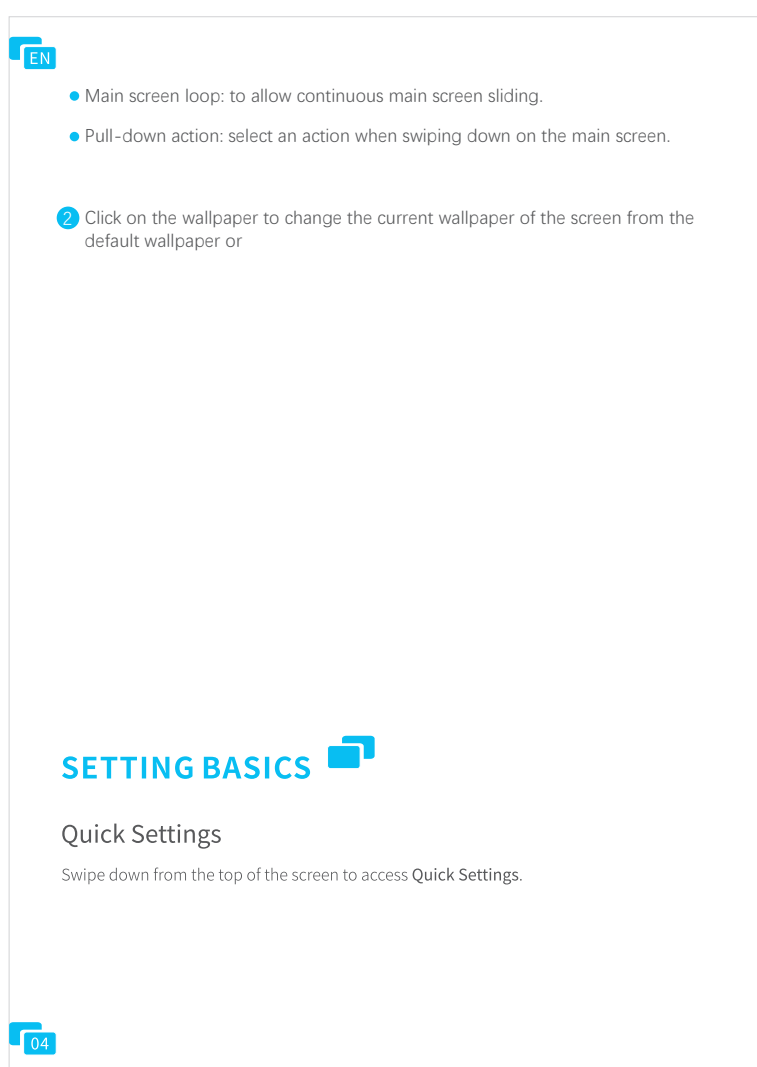 EN
Main screen loop: to allow continuous main screen sliding.
Pull-down action: select an action when swiping down on the main screen.
2 Click on the wallpaper to change the current wallpaper of the screen from the
default wallpaper or
SETTING BASICS
Quick Settings
Swipe down from the top of the screen to access Quick Settings.
04